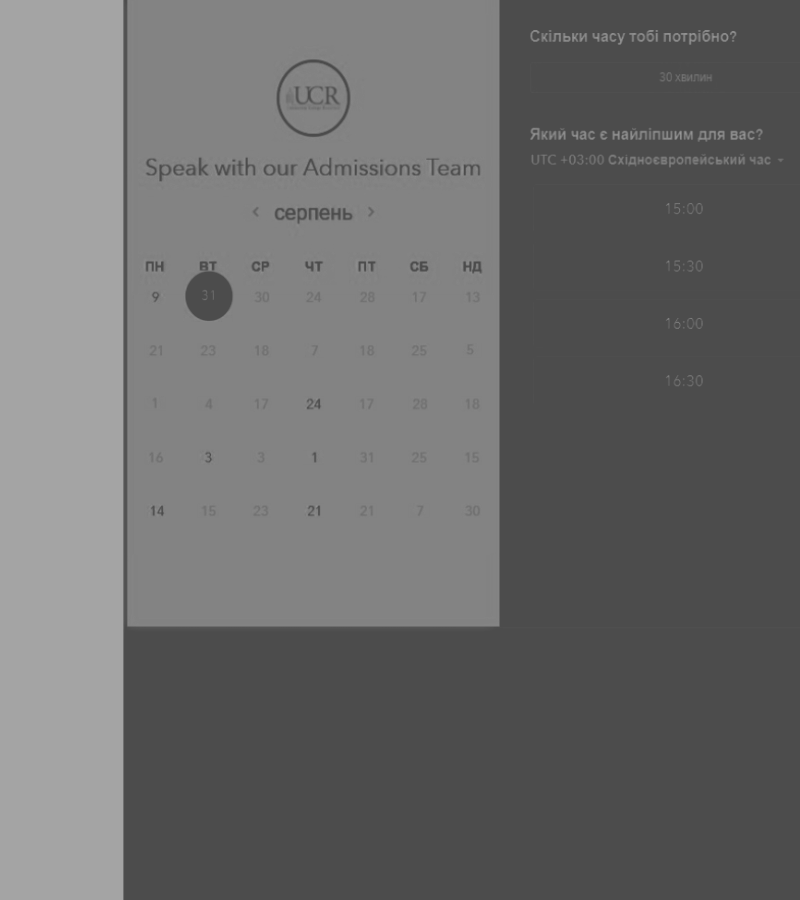 UCR
Speak with our Admissions Team
< серпень >
ПН ВТ СР ЧТ ПТ СБ НД
9 31 30 24 28 17 13
21 23 18 7 18 25 5
1 4 17 24 17 28 18
16 3 3 1 31 25 15
14 15 23 21 21 7 30
Скільки часу тобі потрібно?
30 хвилин
Який час є найліпшим для вас?
UTC +03:00 Східноєвропейський час
15:00
15:30
16:00
16:30